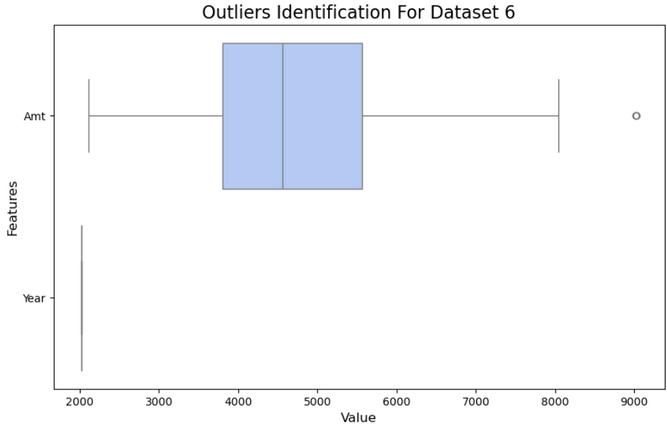 Outliers Identification For Dataset 6
Features
Amt
Year
2000 3000 4000 5000 6000 7000 8000 9000
Value